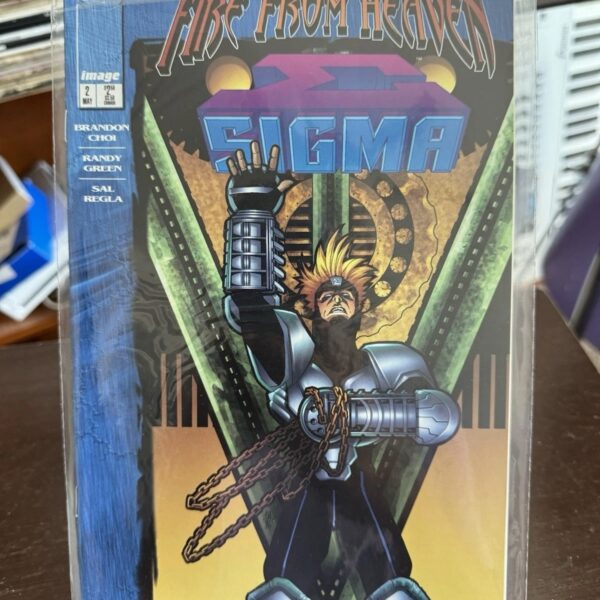 FIRE FROM HEAVEN
Σ
SIGMA
image
2
MAY
BRANDON
CHOI
RANDY
GREEN
SAL
REGLA